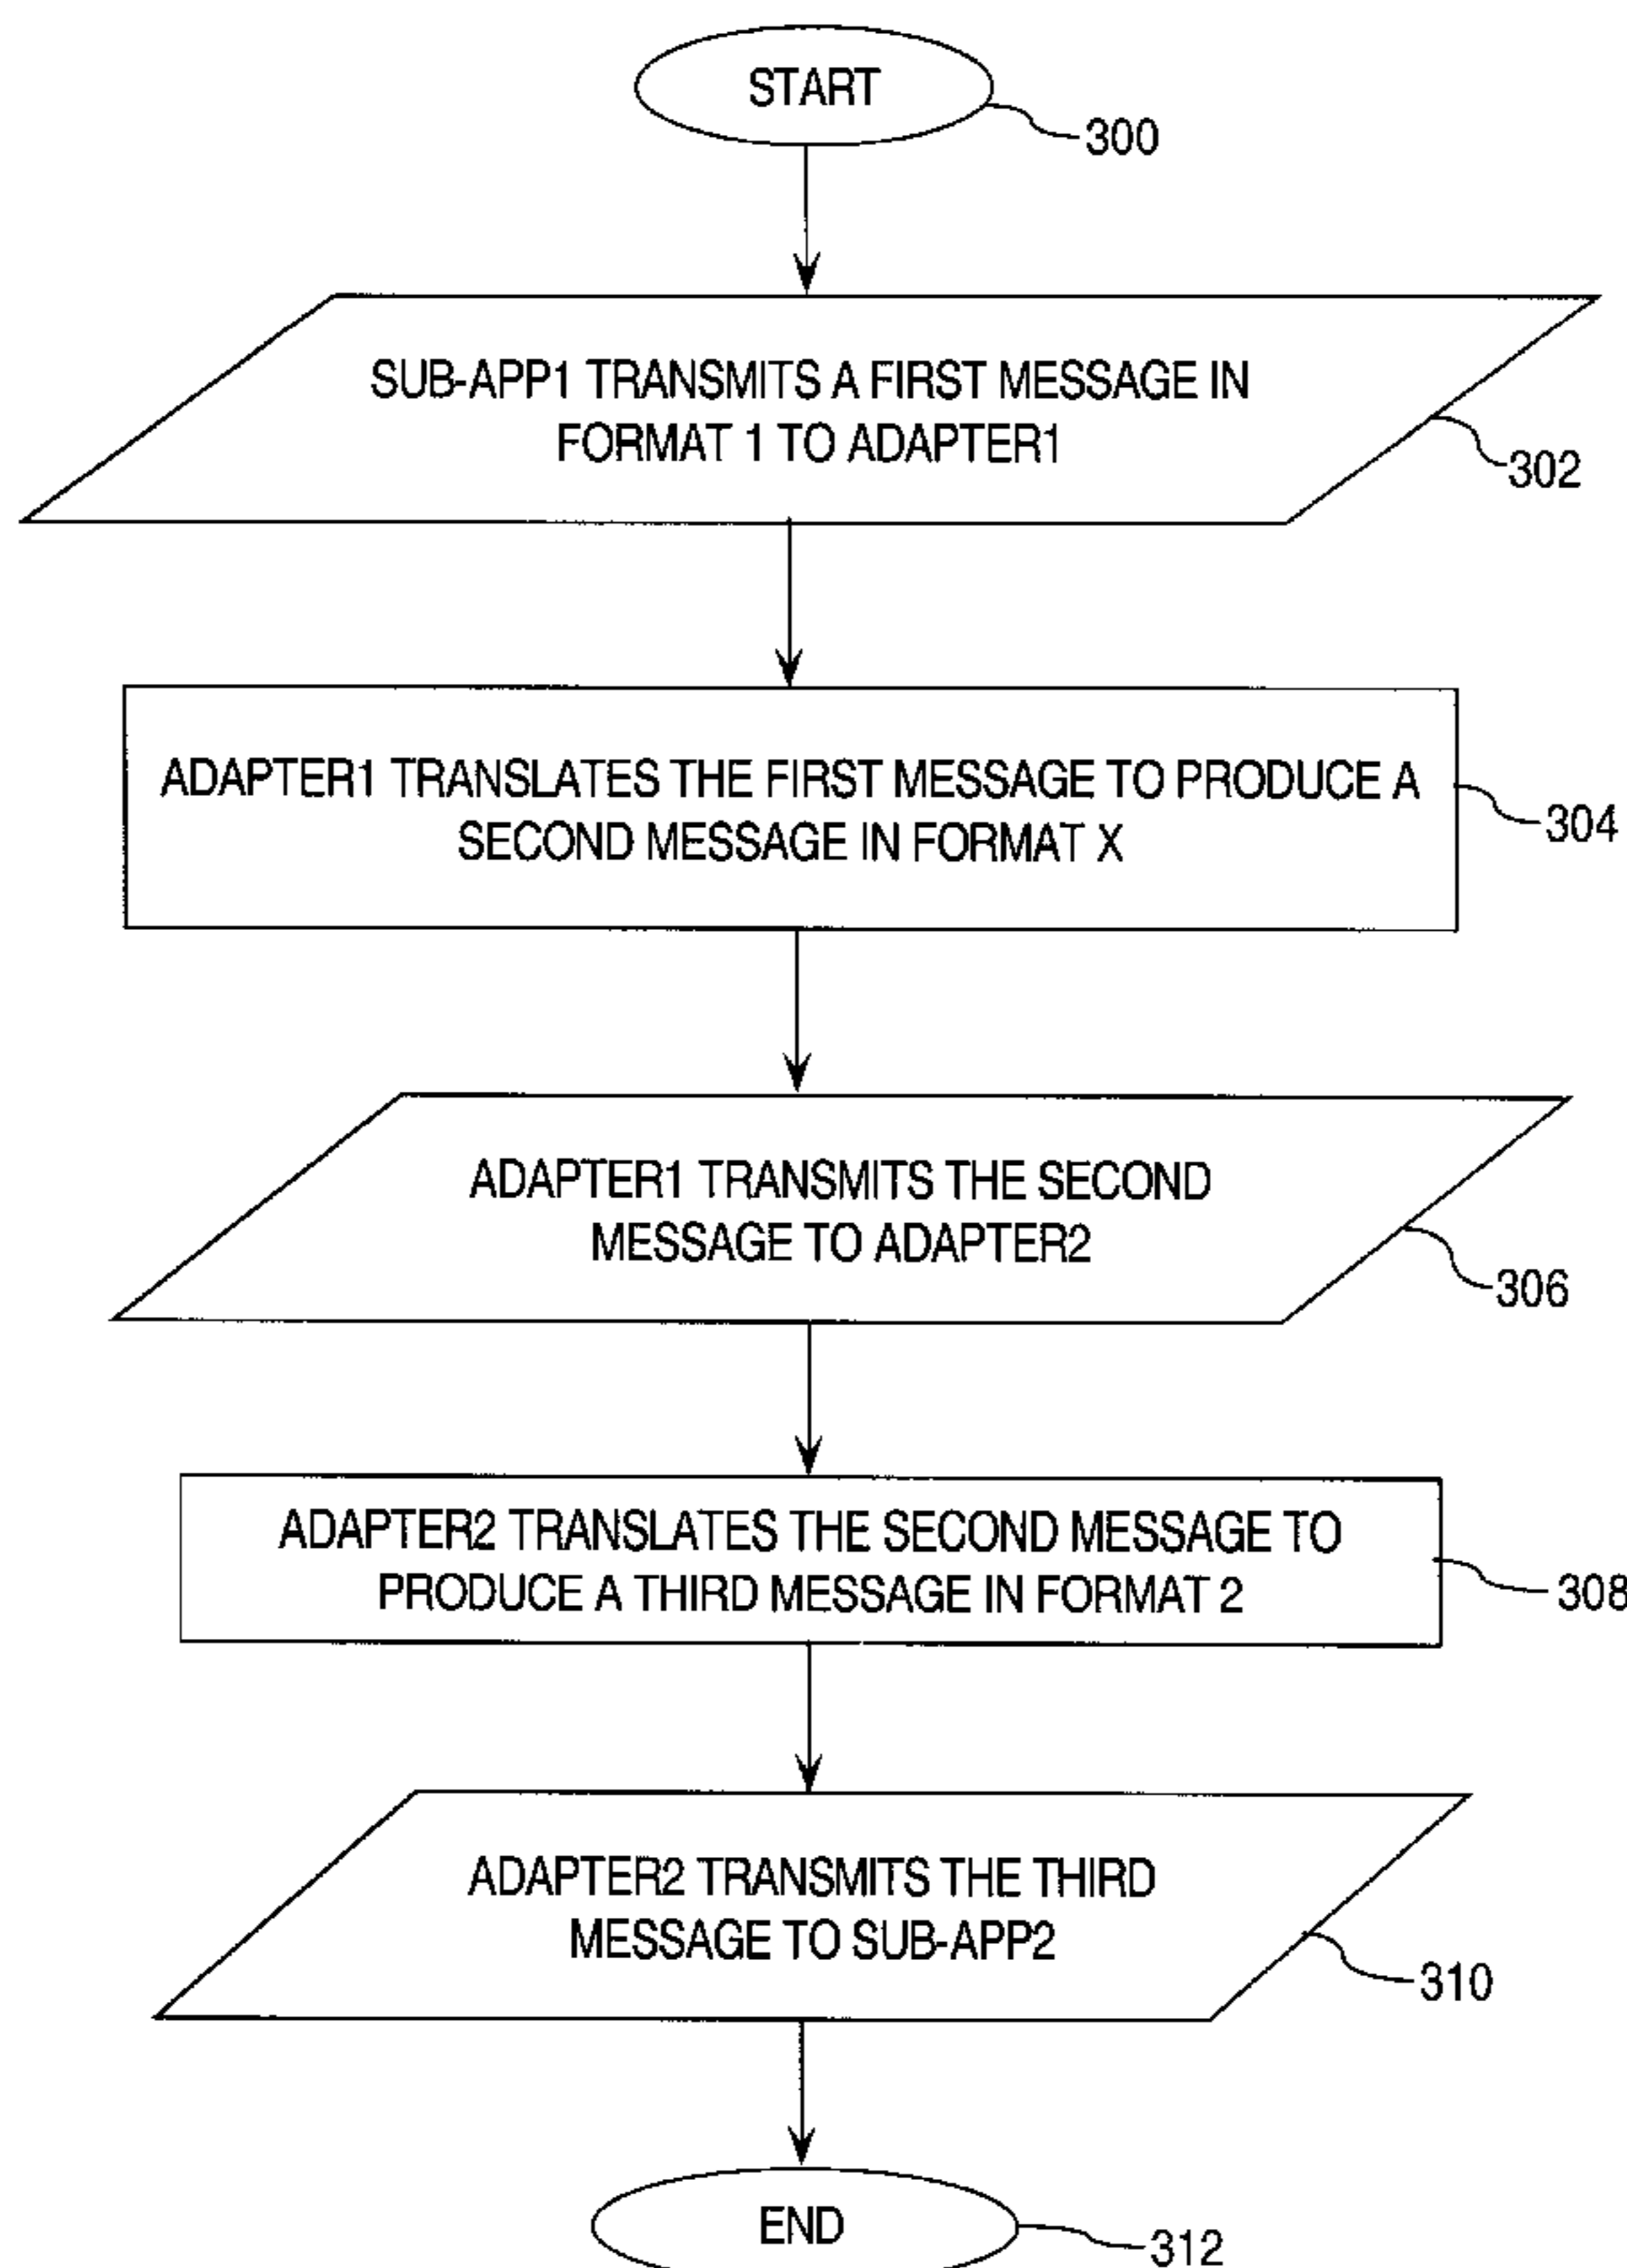 START
300
SUB-APP1 TRANSMITS A FIRST MESSAGE IN
FORMAT 1 TO ADAPTER1
302
ADAPTER1 TRANSLATES THE FIRST MESSAGE TO PRODUCE A
SECOND MESSAGE IN FORMAT X
304
ADAPTER1 TRANSMITS THE SECOND
MESSAGE TO ADAPTER2
306
ADAPTER2 TRANSLATES THE SECOND MESSAGE TO
PRODUCE A THIRD MESSAGE IN FORMAT 2
308
ADAPTER2 TRANSMITS THE THIRD
MESSAGE TO SUB-APP2
310
END
312